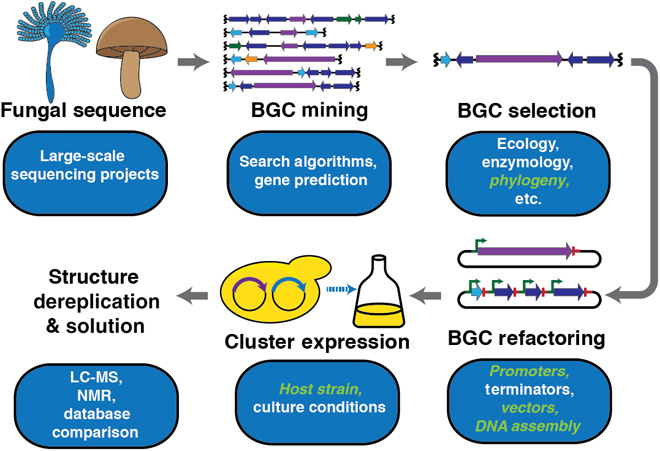 Fungal sequence
Large-scale
sequencing projects
BGC mining
Search algorithms,
gene prediction
BGC selection
Ecology,
enzymology,
phylogeny,
etc.
BGC refactoring
Promoters,
terminators,
vectors,
DNA assembly
Cluster expression
Host strain,
culture conditions
Structure
dereplication
& solution
LC-MS,
NMR,
database
comparison